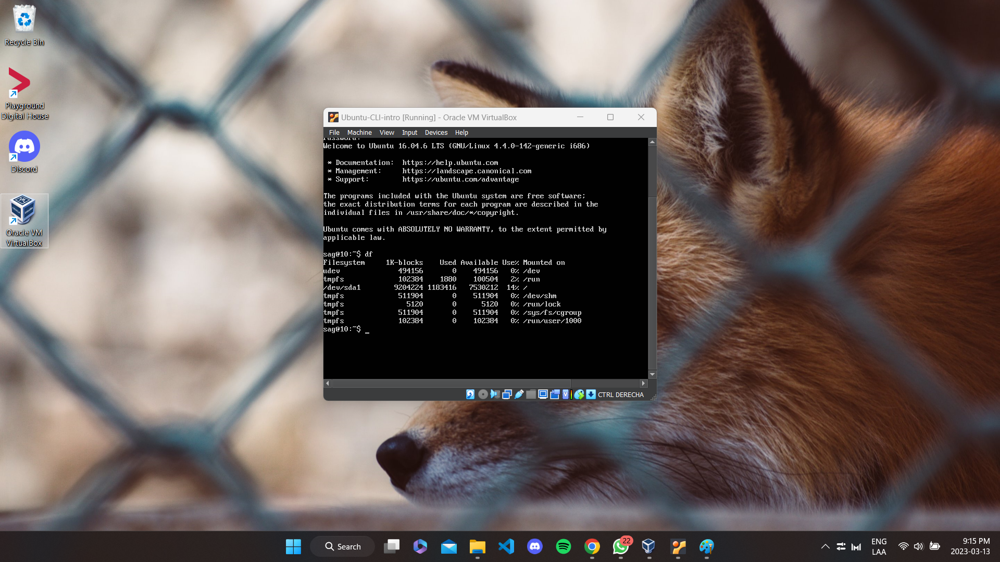 Recycle Bin
Playground
Digital House
Discord
Oracle VM
VirtualBox
Ubuntu-CLI-intro [Running] - Oracle VM VirtualBox
File Machine View Input Devices Help
Password:
Welcome to Ubuntu 16.04.6 LTS (GNU/Linux 4.4.0-142-generic i686)
* Documentation: https://help.ubuntu.com
* Management: https://landscape.canonical.com
* Support: https://ubuntu.com/advantage
The programs included with the Ubuntu system are free software;
the exact distribution terms for each program are described in the
individual files in /usr/share/doc/*/copyright.
Ubuntu comes with ABSOLUTELY NO WARRANTY, to the extent permitted by
applicable law.
sag@10:~$ df
Filesystem 1K-blocks Used Available Use% Mounted on
udev 494156 0 494156 0% /dev
tmpfs 102384 1880 100504 2% /run
/dev/sda1 9204224 1183416 7530212 14% /
tmpfs 511904 0 511904 0% /dev/shm
tmpfs 5120 0 5120 0% /run/lock
tmpfs 511904 0 511904 0% /sys/fs/cgroup
tmpfs 102384 0 102384 0% /run/user/1000
sag@10:~$ _
CTRL DERECHA
Search
22
ENG
LAA
9:15 PM
2023-03-13